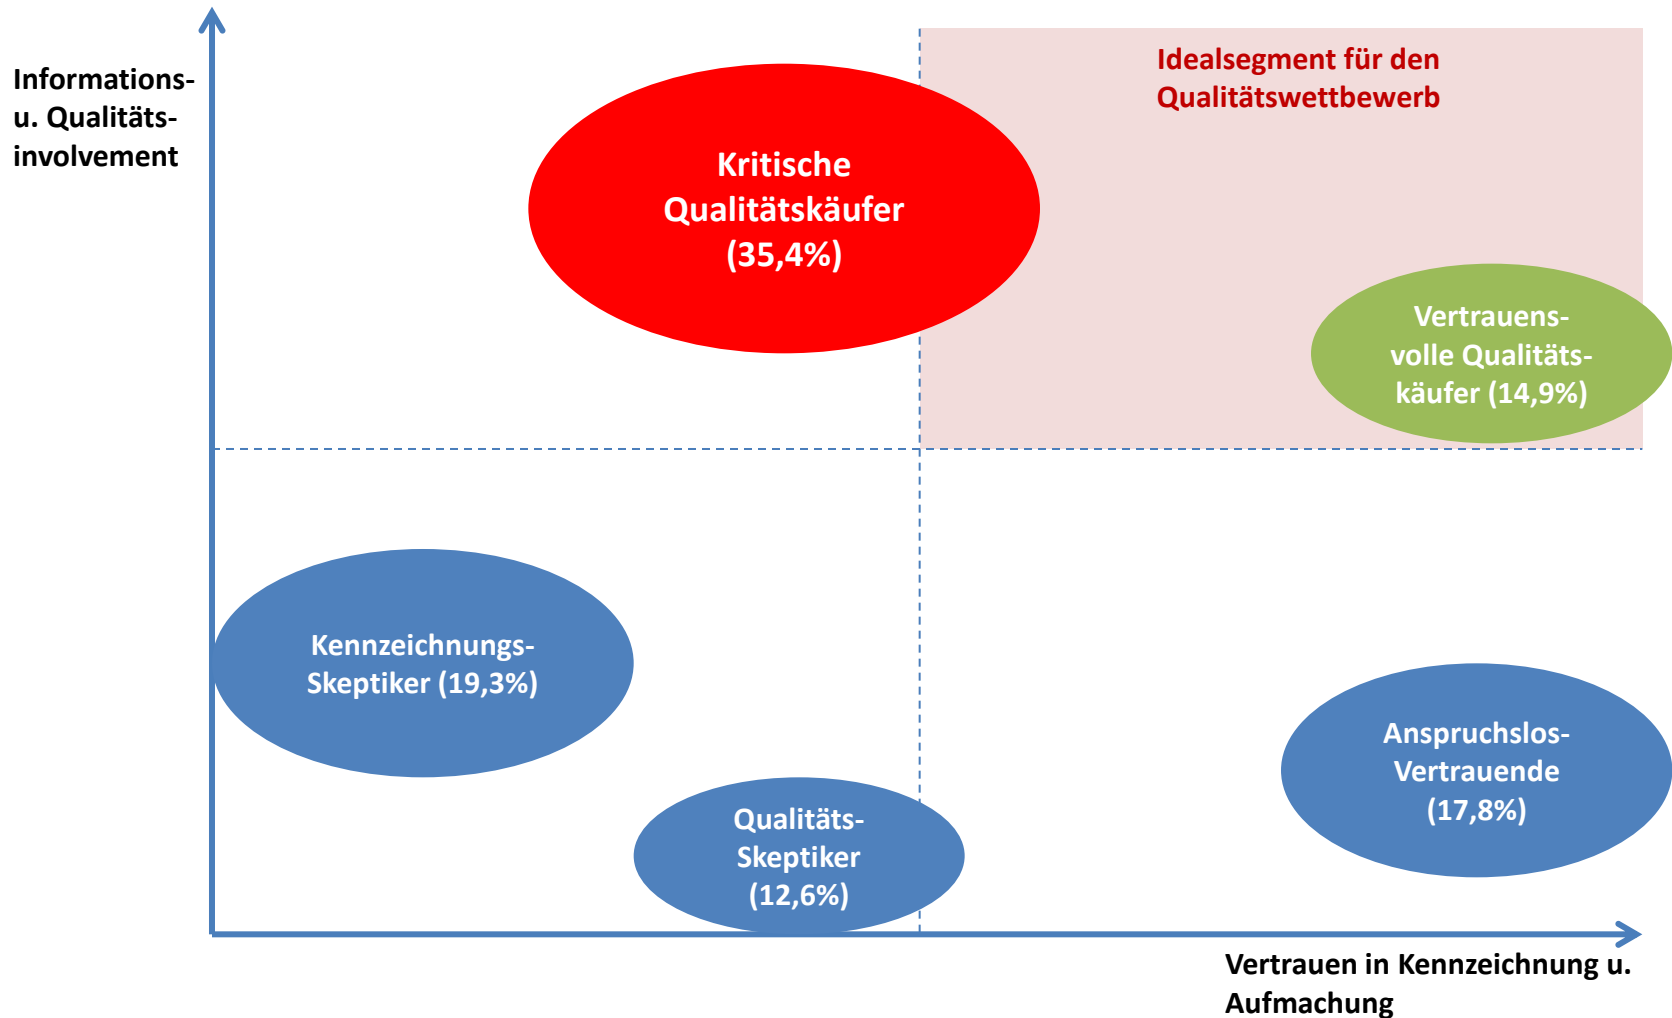 Informations-
u. Qualitäts-
involvement
Idealsegment für den
Qualitätswettbewerb
Kritische
Qualitätskäufer
(35,4%)
Vertrauens-
volle Qualitäts-
käufer (14,9%)
Kennzeichnungs-
Skeptiker (19,3%)
Qualitäts-
Skeptiker
(12,6%)
Anspruchslos-
Vertrauende
(17,8%)
Vertrauen in Kennzeichnung u.
Aufmachung